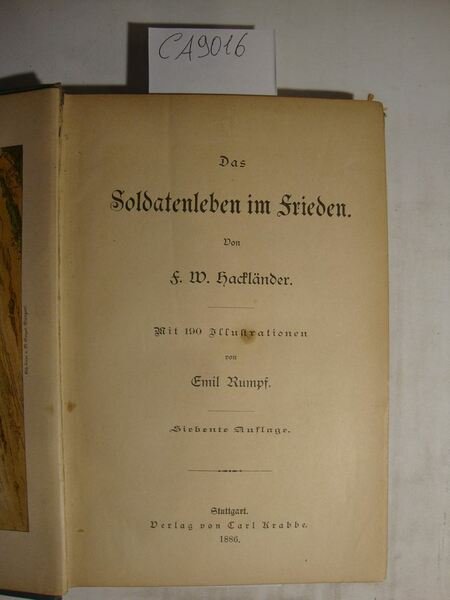 CA9016
Das
Soldatenleben im Frieden.
Von
F. W. Hackländer.
Mit 190 Illustrationen
von
Emil Rumpf.
Siebente Auflage.
Stuttgart.
Verlag von Carl Krabbe.
1886.